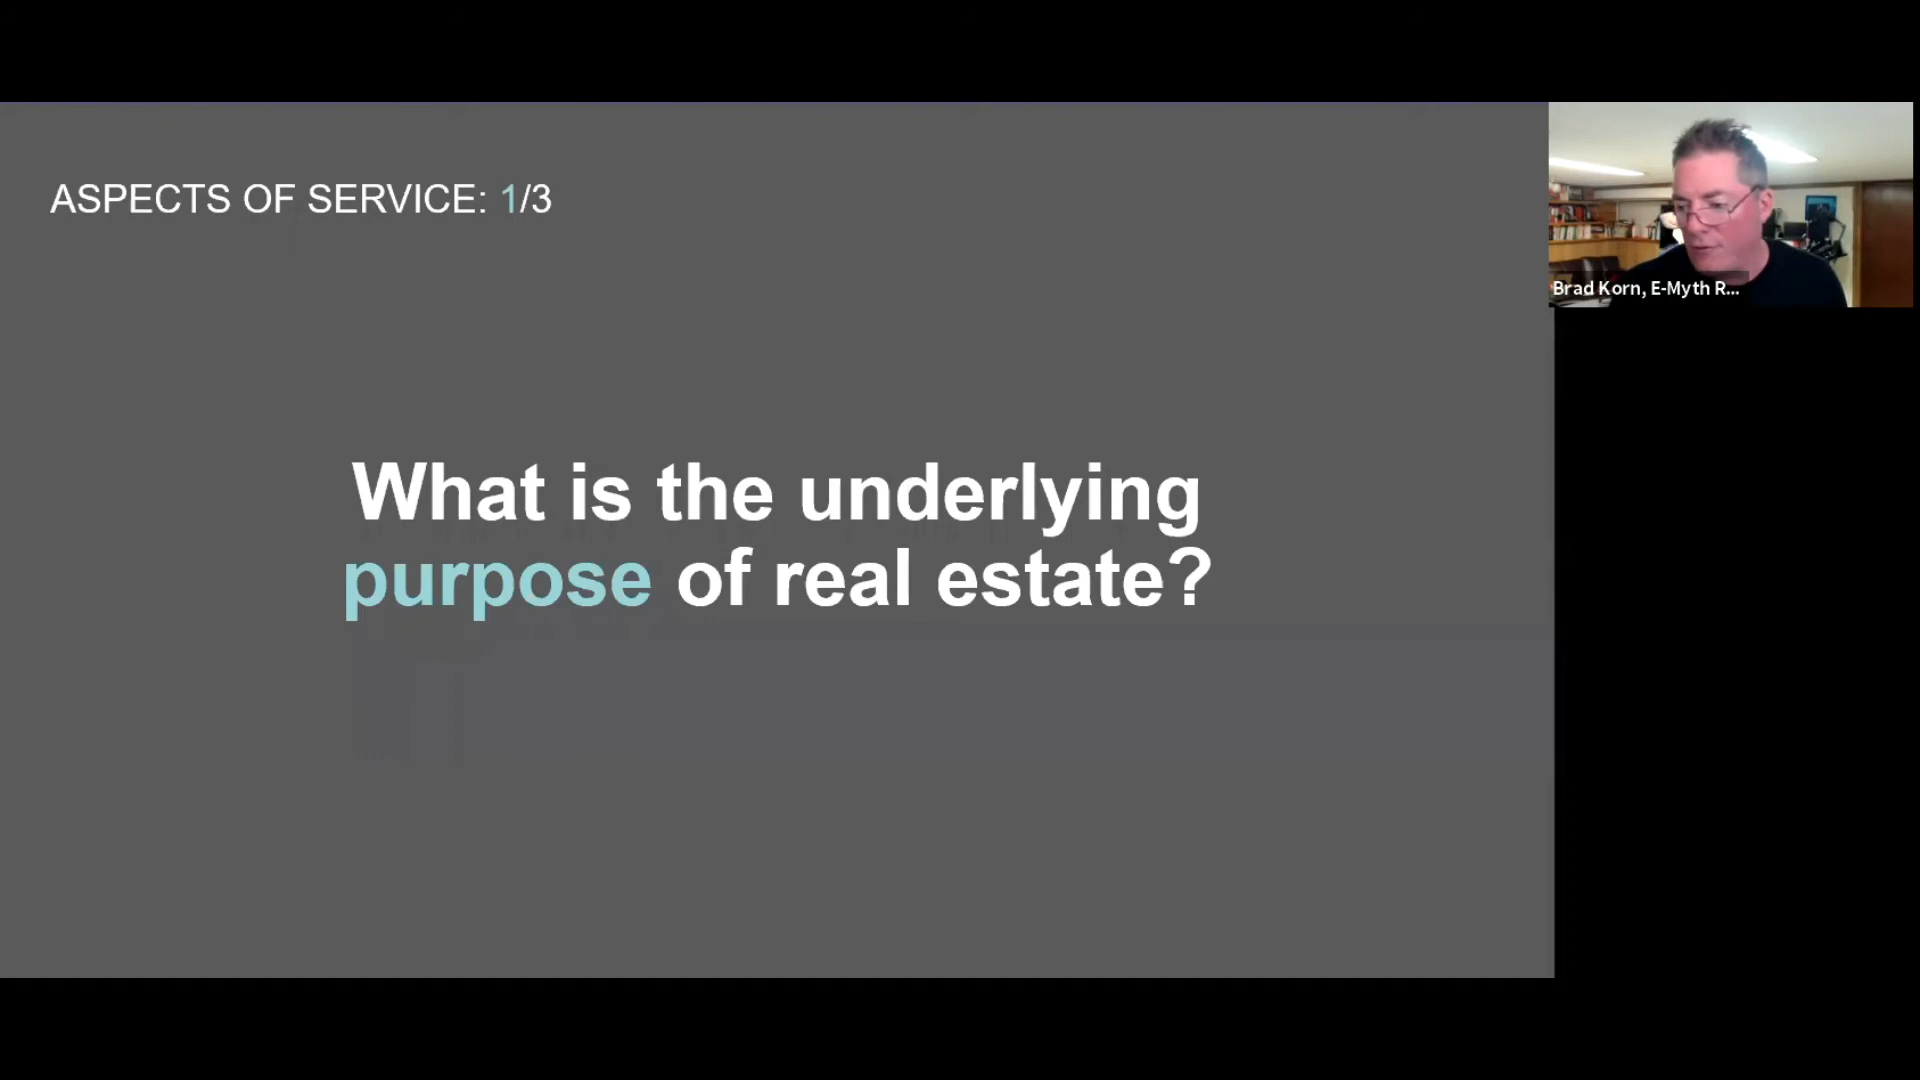 ASPECTS OF SERVICE: 1/3
What is the underlying
purpose of real estate?
Brad Korn, E-Myth R...